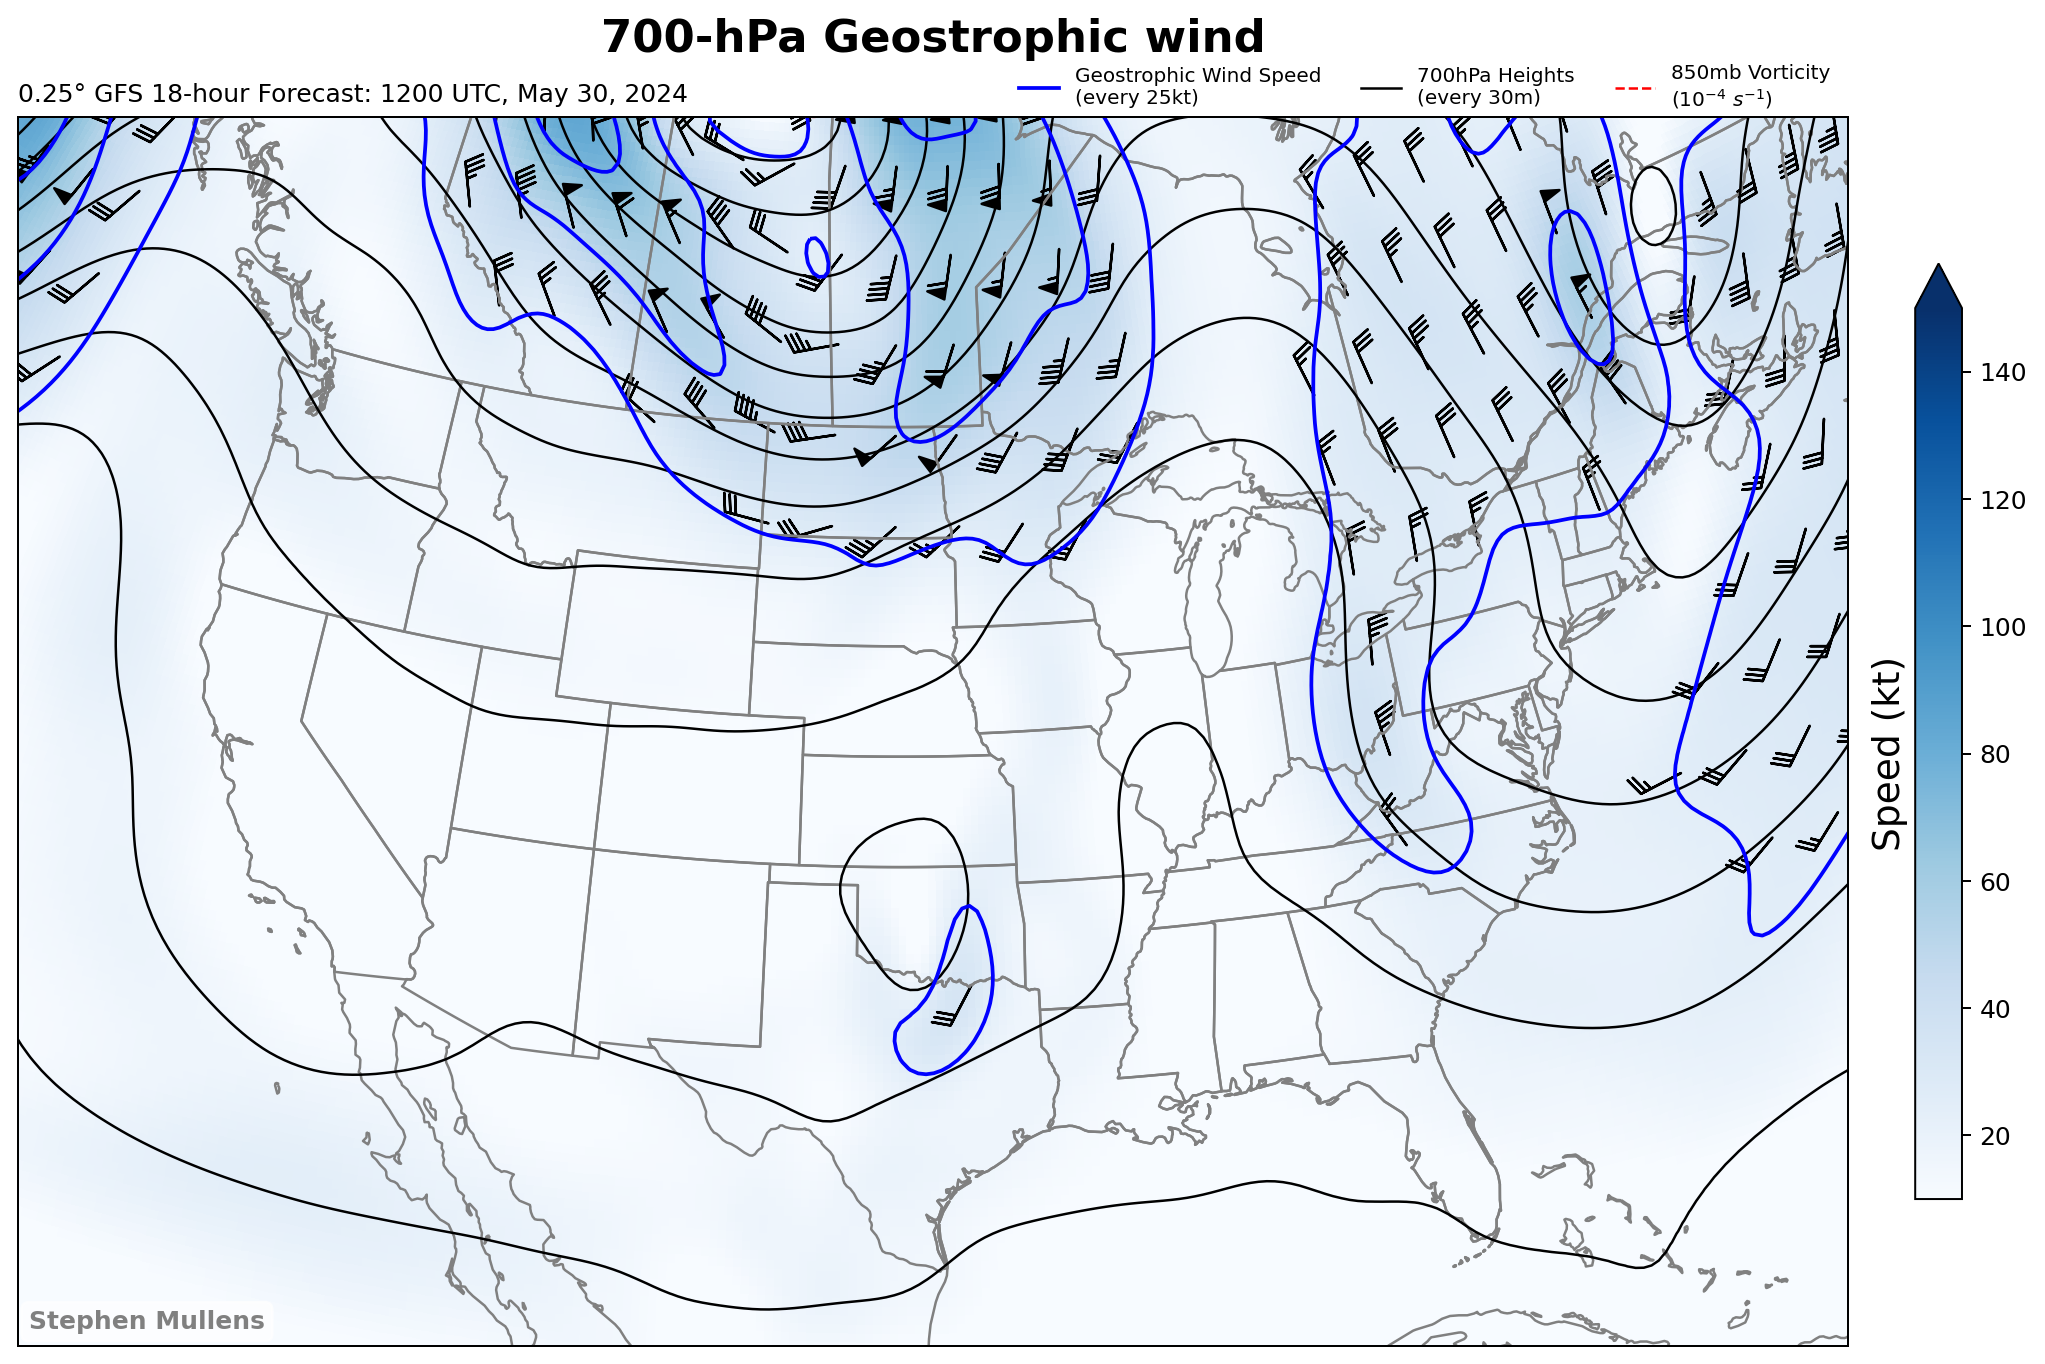 700-hPa Geostrophic wind
0.25° GFS 18-hour Forecast: 1200 UTC, May 30, 2024
Geostrophic Wind Speed
(every 25kt)
700hPa Heights
(every 30m)
850mb Vorticity
(10⁻⁴ s⁻¹)
140
120
100
80
60
40
20
Speed (kt)
Stephen Mullens